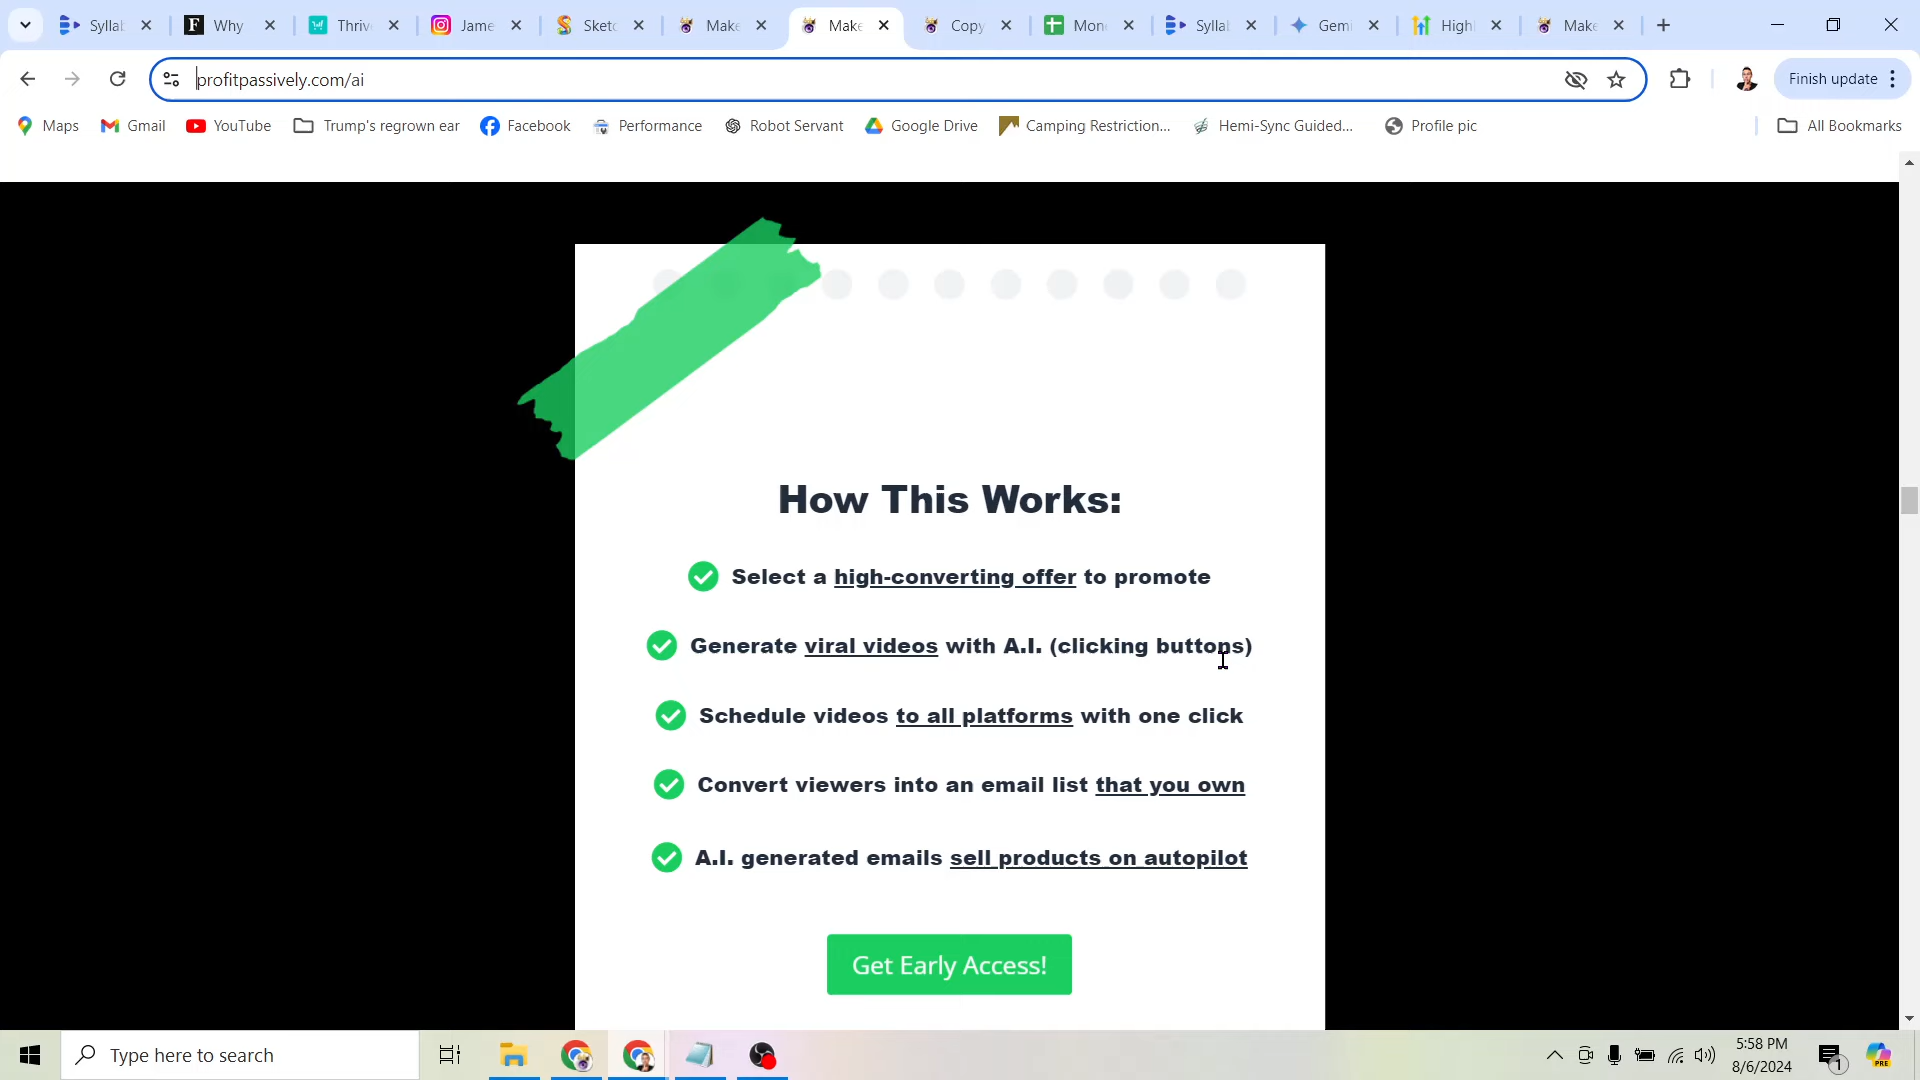 Sylla
Why
Thriv
Jame
Sketc
Make
Make
Copy
Mon
Sylla
Gemi
High
Make
profitpassively.com/ai
Finish update
Maps
Gmail
YouTube
Trump's regrown ear
Facebook
Performance
Robot Servant
Google Drive
Camping Restriction...
Hemi-Sync Guided...
Profile pic
All Bookmarks
How This Works:
Select a high-converting offer to promote
Generate viral videos with A.I. (clicking buttons)
Schedule videos to all platforms with one click
Convert viewers into an email list that you own
A.I. generated emails sell products on autopilot
Get Early Access!
Type here to search
5:58 PM
8/6/2024
1
PRE